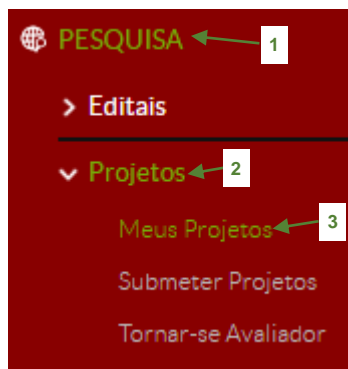 PESQUISA 1
Editais
Projetos 2
Meus Projetos 3
Submeter Projetos
Tornar-se Avaliador